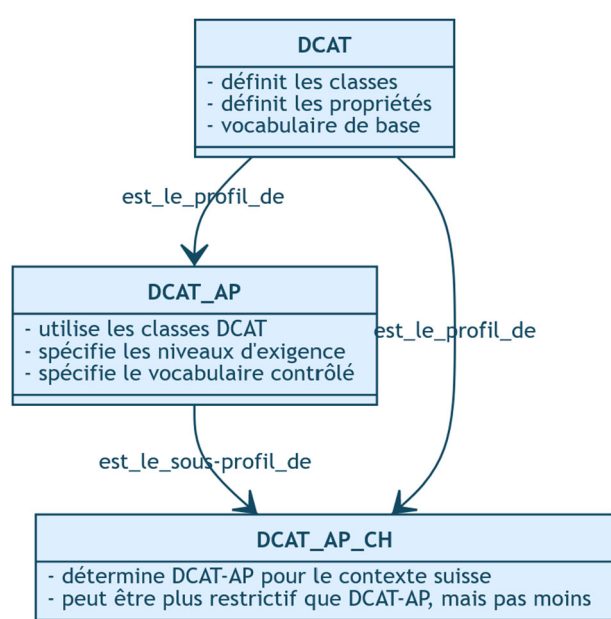 DCAT
- définit les classes
- définit les propriétés
- vocabulaire de base
est_le_profil_de
DCAT_AP
- utilise les classes DCAT
- spécifie les niveaux d'exigence
- spécifie le vocabulaire contrôlé
est_le_profil_de
est_le_sous-profil_de
DCAT_AP_CH
- détermine DCAT-AP pour le contexte suisse
- peut être plus restrictif que DCAT-AP, mais pas moins